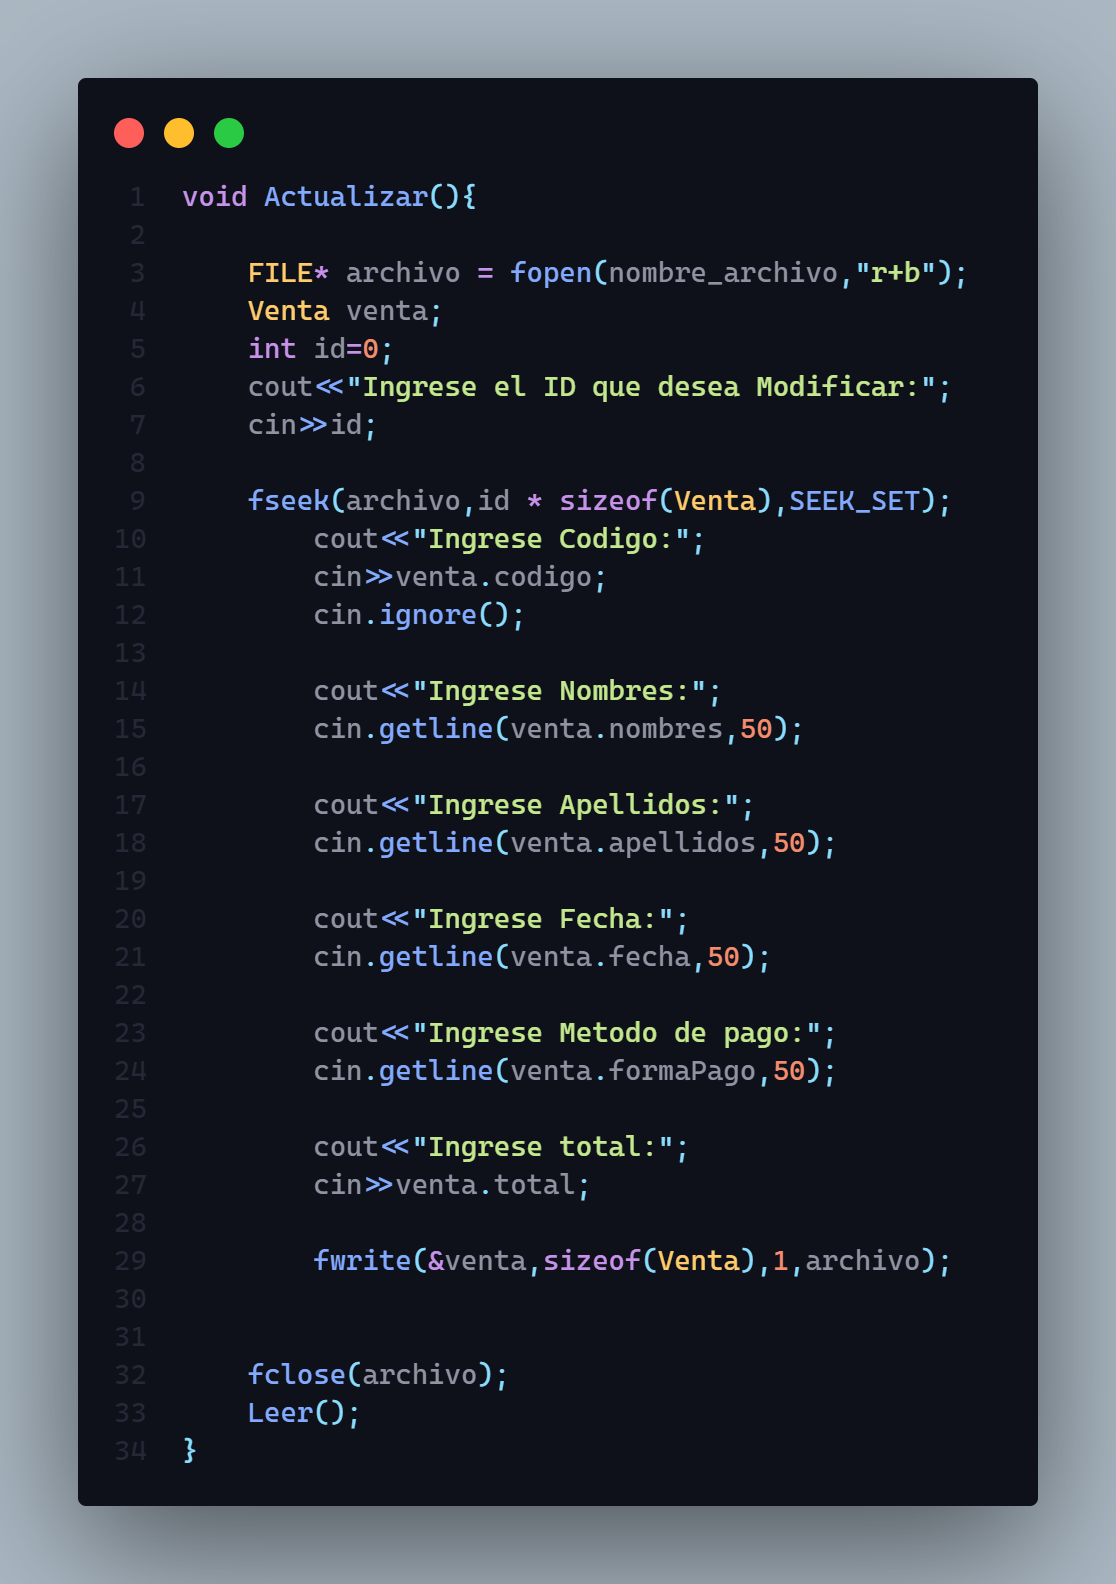 1 void Actualizar(){
2
3     FILE* archivo = fopen(nombre_archivo,"r+b");
4     Venta venta;
5     int id=0;
6     cout<<"Ingrese el ID que desea Modificar:";
7     cin>>id;
8
9     fseek(archivo,id * sizeof(Venta),SEEK_SET);
10         cout<<"Ingrese Codigo:";
11         cin>>venta.codigo;
12         cin.ignore();
13
14         cout<<"Ingrese Nombres:";
15         cin.getline(venta.nombres,50);
16
17         cout<<"Ingrese Apellidos:";
18         cin.getline(venta.apellidos,50);
19
20         cout<<"Ingrese Fecha:";
21         cin.getline(venta.fecha,50);
22
23         cout<<"Ingrese Metodo de pago:";
24         cin.getline(venta.formaPago,50);
25
26         cout<<"Ingrese total:";
27         cin>>venta.total;
28
29         fwrite(&venta,sizeof(Venta),1,archivo);
30
31
32     fclose(archivo);
33     Leer();
34 }